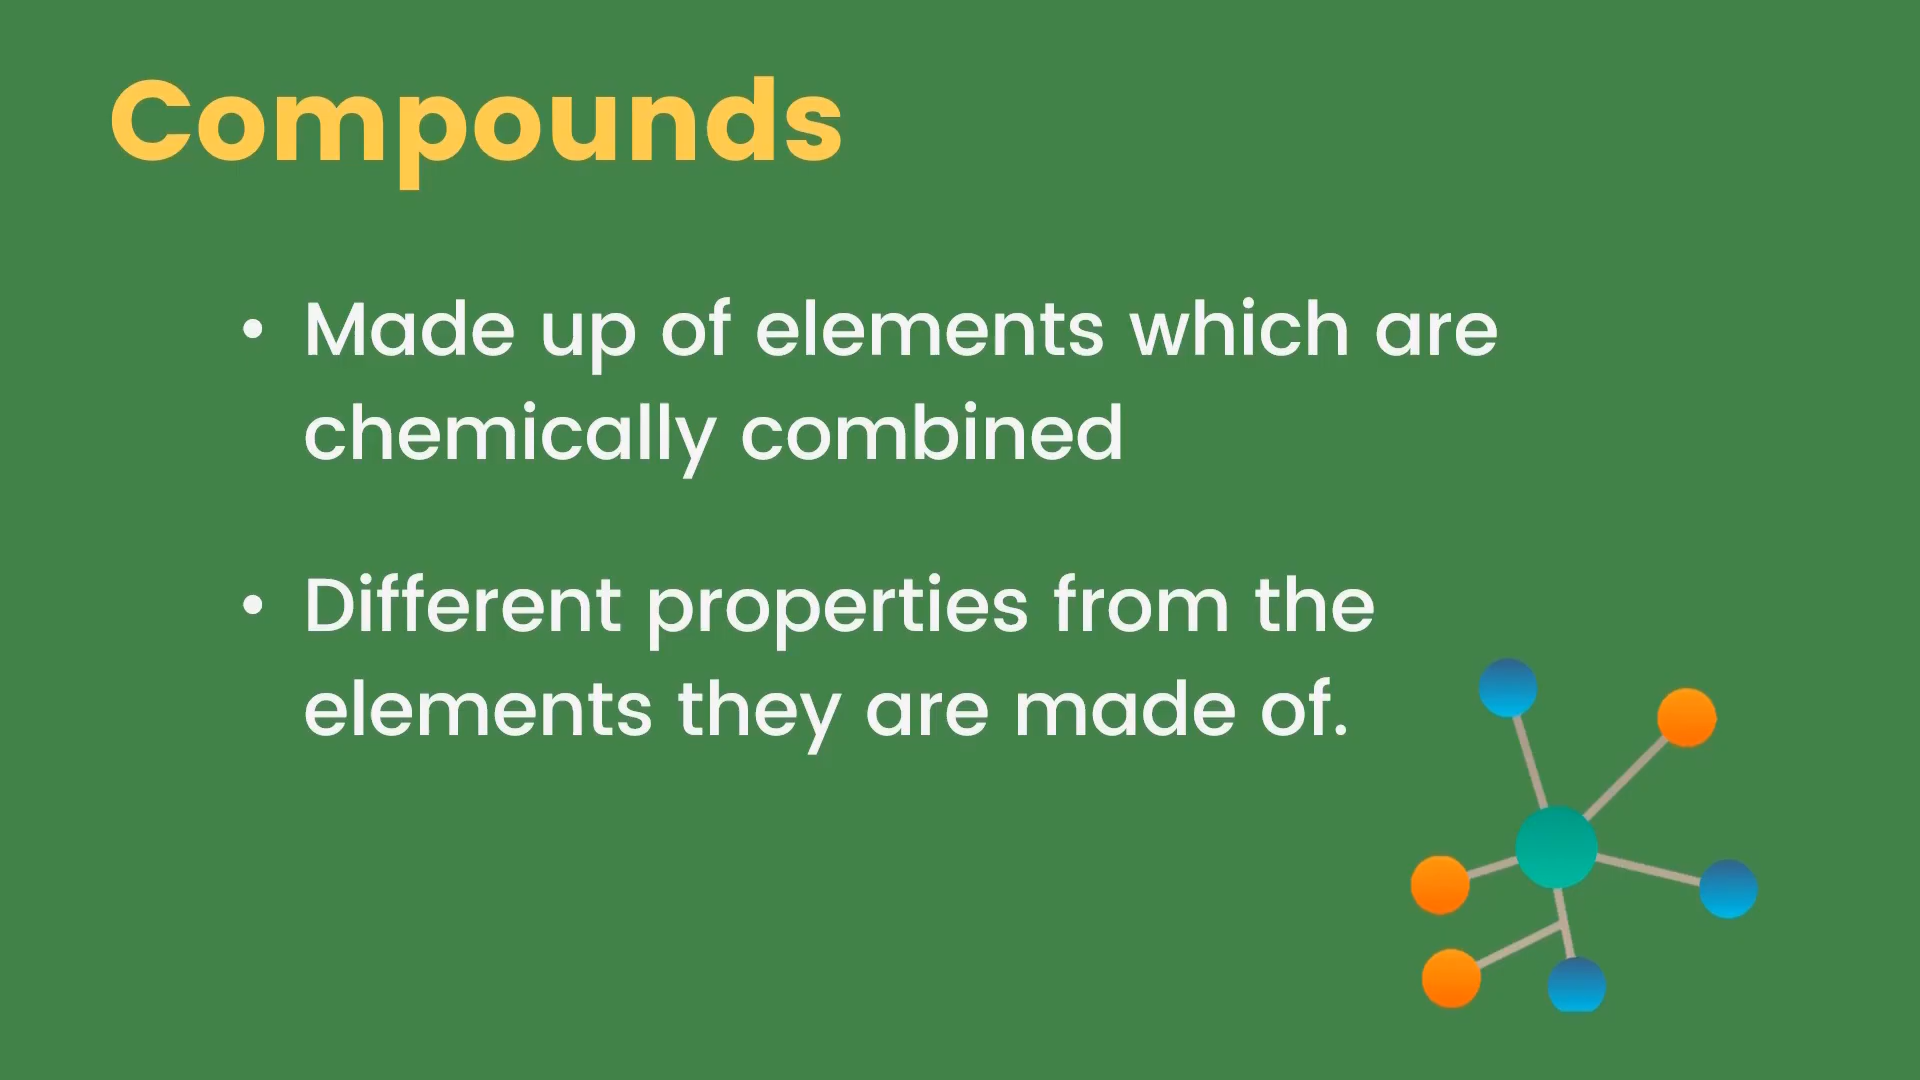 Compounds
• Made up of elements which are
chemically combined
• Different properties from the
elements they are made of.